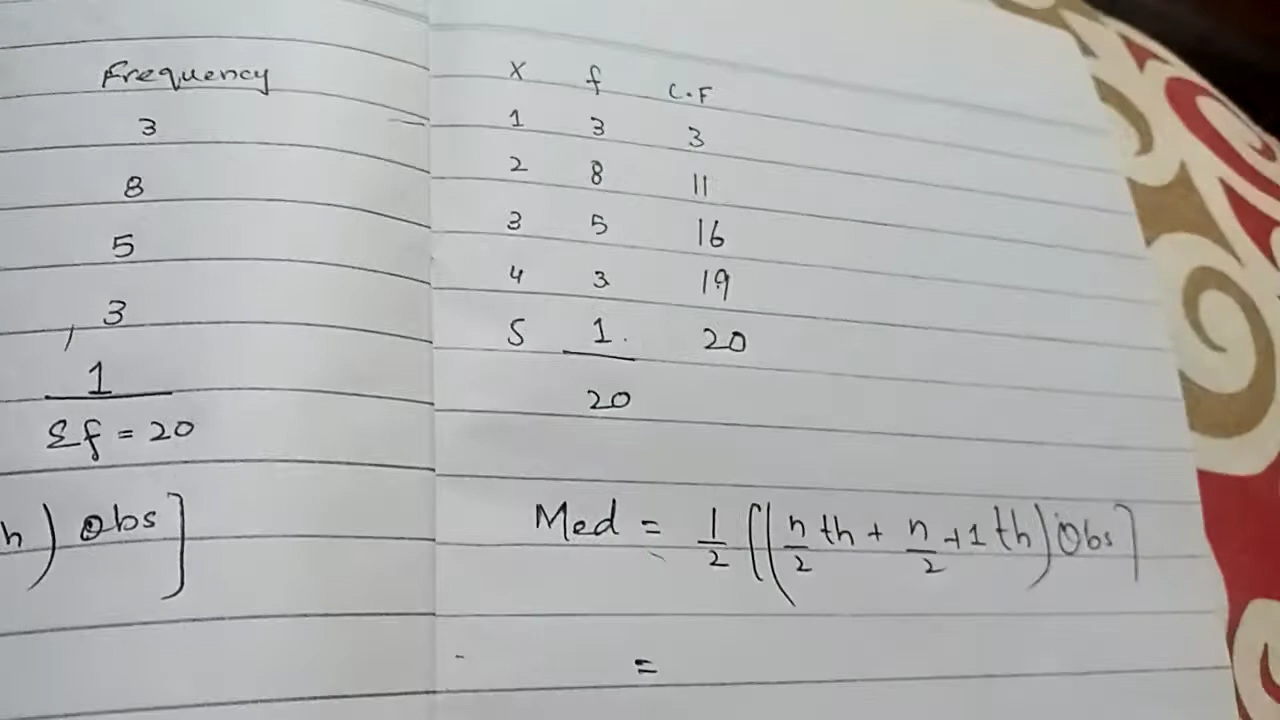 Frequency
3
8
5
3
1
Σf = 20
h) Obs]
X f C.F
1 3 3
2 8 11
3 5 16
4 3 19
5 1. 20
20
Med = 1/2 [(n/2 th + n/2 +1 th) Obs]
=